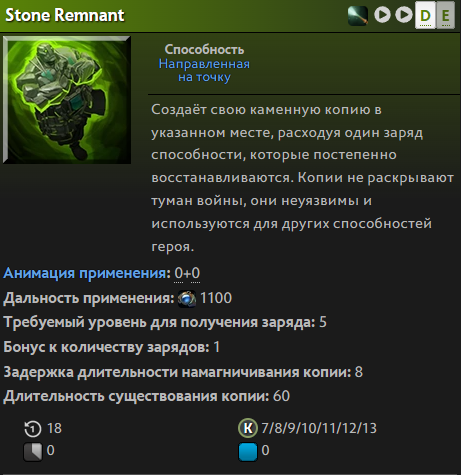 Stone Remnant
D E
Способность
Направленная
на точку
Создаёт свою каменную копию в
указанном месте, расходуя один заряд
способности, которые постепенно
восстанавливаются. Копии не раскрывают
туман войны, они неуязвимы и
используются для других способностей
героя.
Анимация применения: 0+0
Дальность применения: 1100
Требуемый уровень для получения заряда: 5
Бонус к количеству зарядов: 1
Задержка длительности намагничивания копии: 8
Длительность существования копии: 60
1 18
K 7/8/9/10/11/12/13
0
0